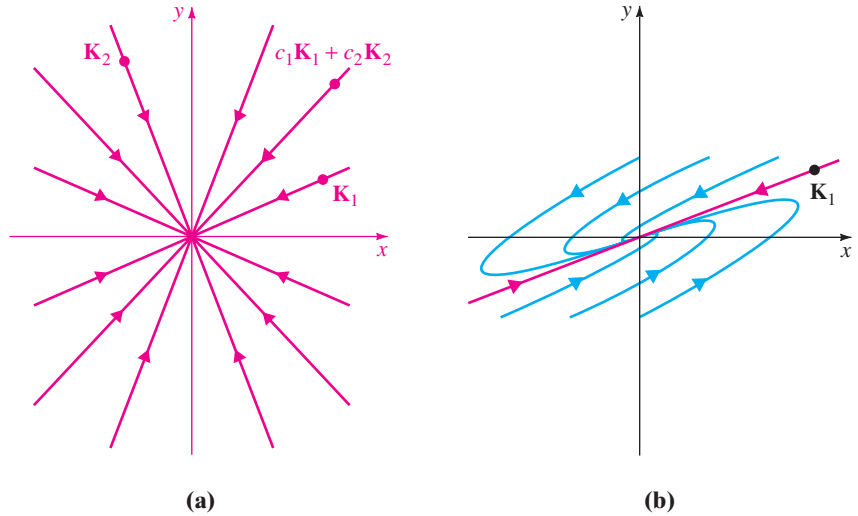 y
K₂
c₁K₁ + c₂K₂
K₁
x
(a)
y
K₁
x
(b)